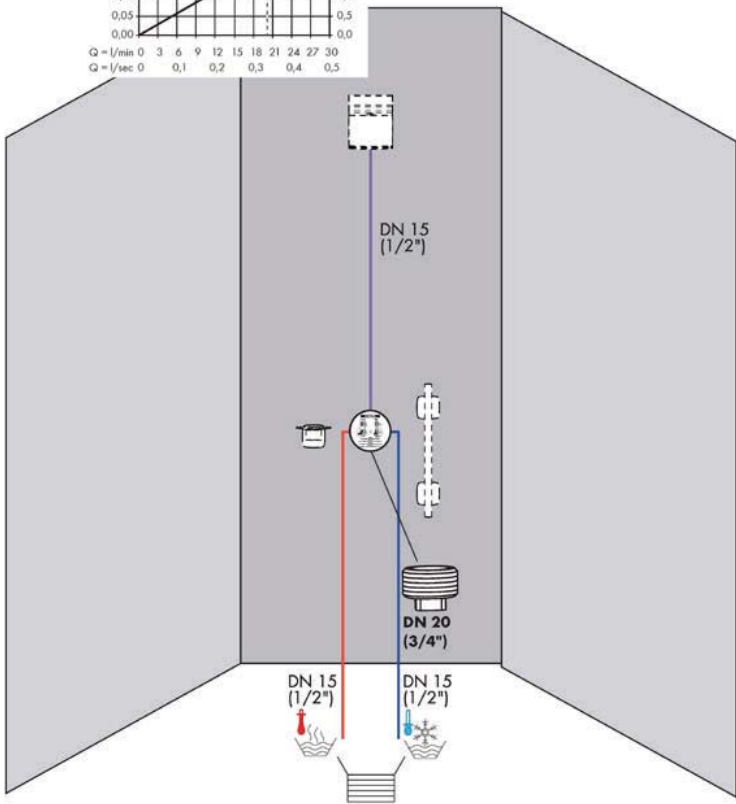 0,05 0,5
0,00 0,0
Q = l/min 0 3 6 9 12 15 18 21 24 27 30
Q = l/sec 0 0,1 0,2 0,3 0,4 0,5
DN 15
(1/2")
DN 20
(3/4")
DN 15
(1/2")
DN 15
(1/2")